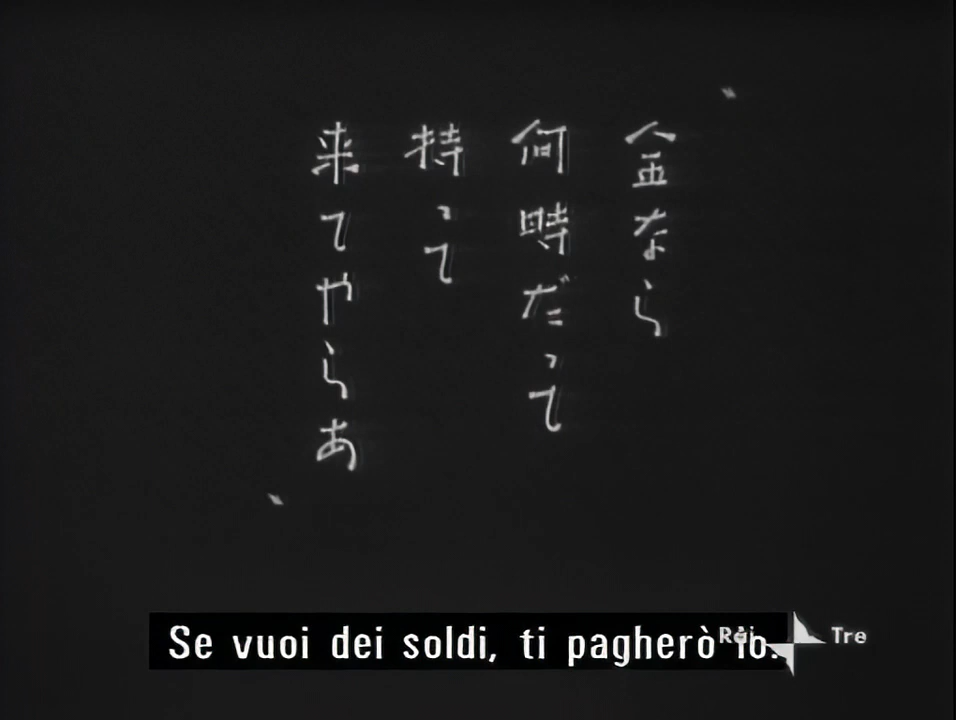 金なら
何時だって
持って
来てやらあ
Se vuoi dei soldi, ti pagherò io.
Rai Tre